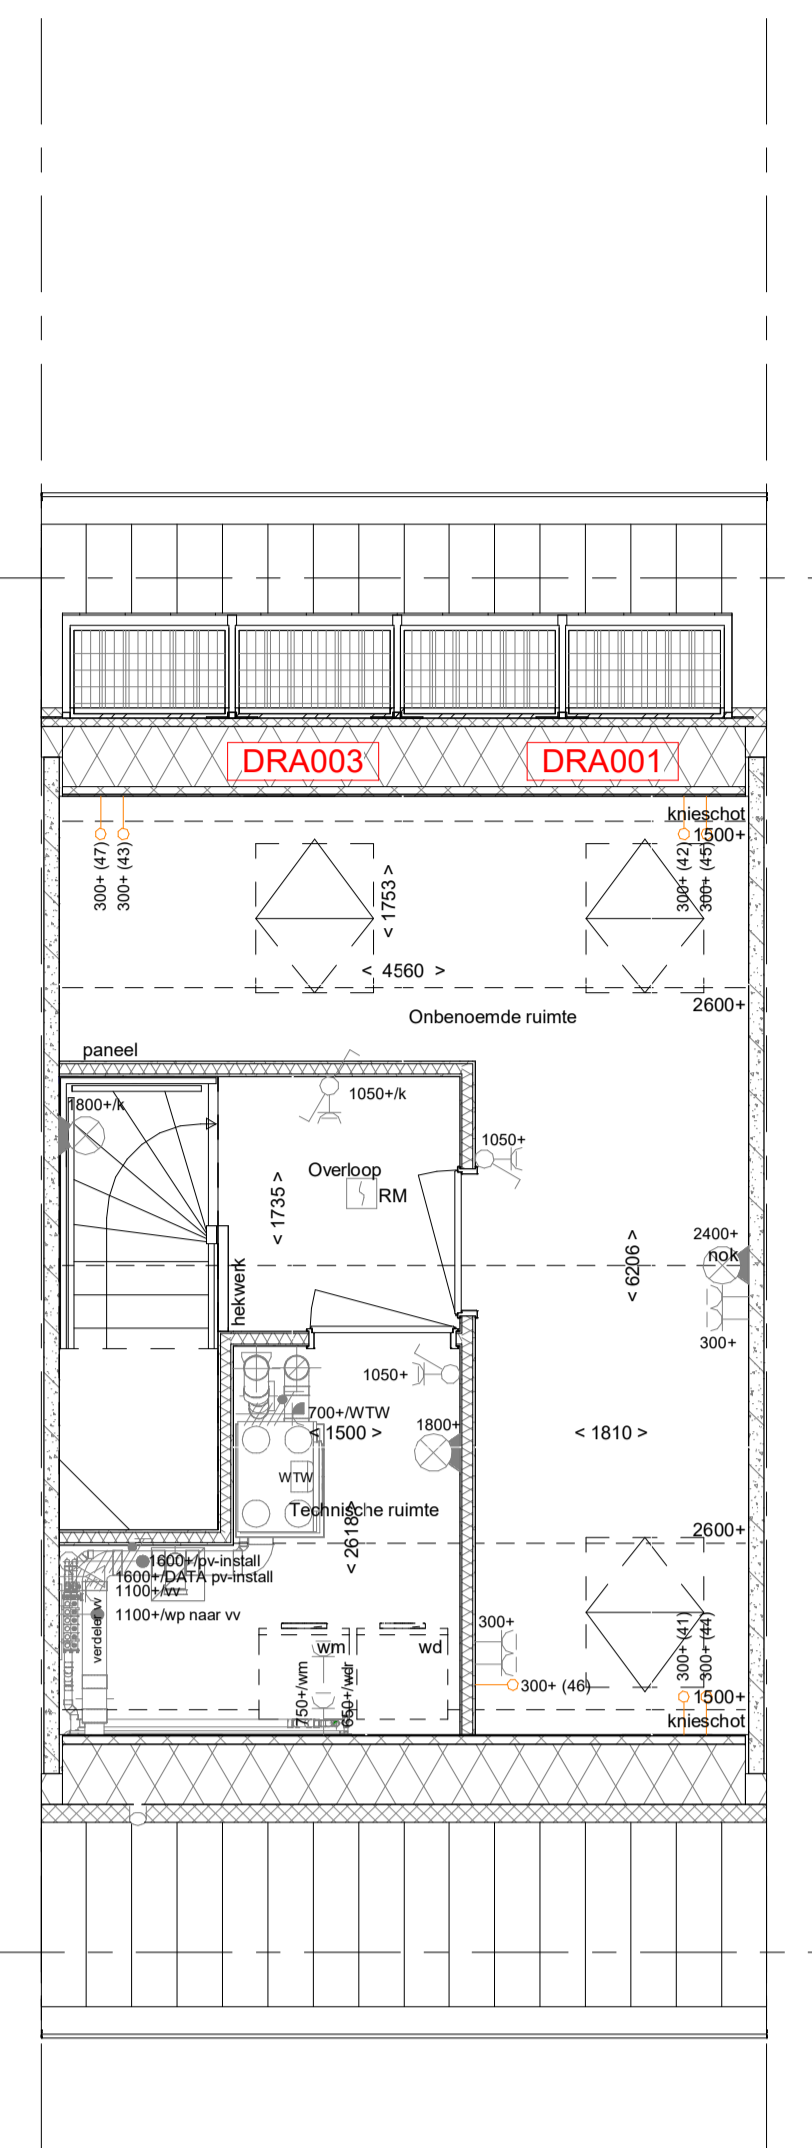 DRA003
DRA001
knieschot
1500+
300+ (47)
300+ (43)
300+ (42)
300+ (45)
< 1753 >
< 4560 >
2600+
Onbenoemde ruimte
paneel
1050+/k
1800+/k
1050+
Overloop
RM
< 1735 >
2400+
nok
< 6206 >
hekwerk
300+
1050+
700+/WTW
1800+
< 1500 >
< 1810 >
WTW
Technische ruimte
2600+
< 2618 >
1600+/pv-install
1600+/DATA pv-install
1100+/vv
1100+/wp naar vv
verdeler vv
wm
wd
750+/wm
650+/wdr
300+
300+ (46)
300+ (41)
300+ (44)
1500+
knieschot